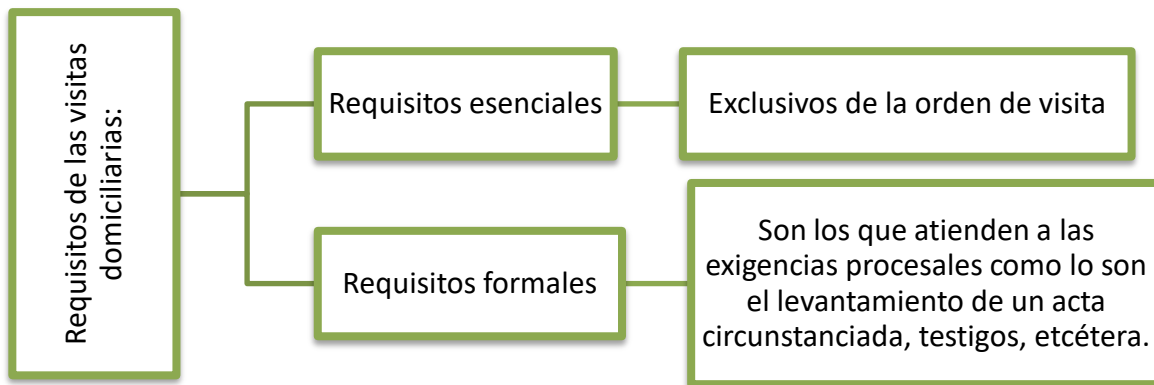 Requisitos de las visitas
domiciliarias:
Requisitos esenciales
Exclusivos de la orden de visita
Requisitos formales
Son los que atienden a las
exigencias procesales como lo son
el levantamiento de un acta
circunstanciada, testigos, etcétera.